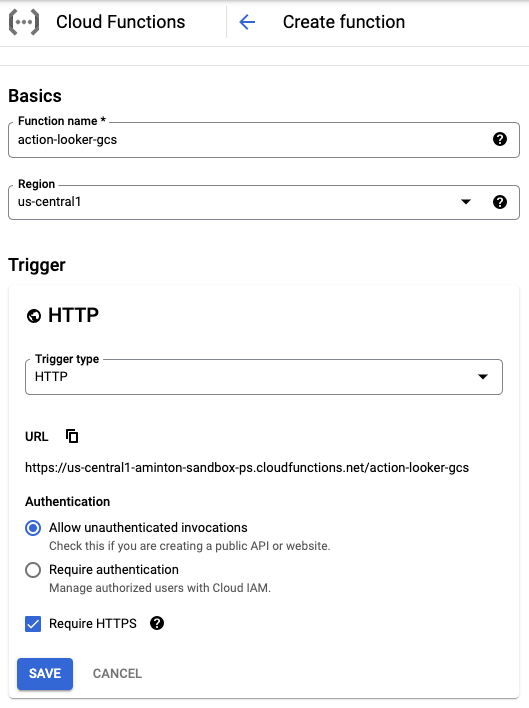 Cloud Functions
Create function
Basics
Function name *
action-looker-gcs
Region
us-central1
Trigger
HTTP
Trigger type
HTTP
URL
https://us-central1-aminton-sandbox-ps.cloudfunctions.net/action-looker-gcs
Authentication
Allow unauthenticated invocations
Check this if you are creating a public API or website.
Require authentication
Manage authorized users with Cloud IAM.
Require HTTPS
SAVE CANCEL